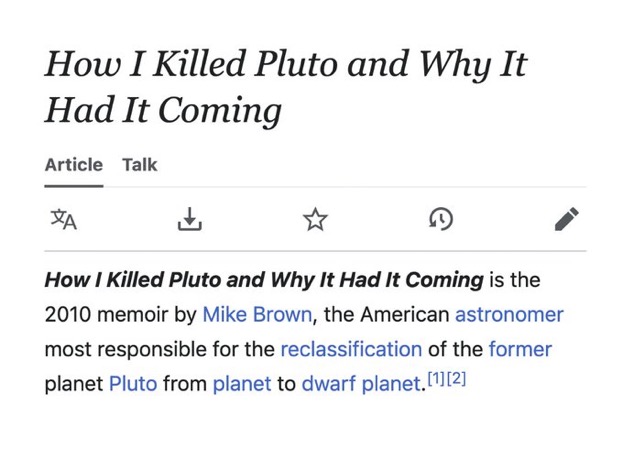 How I Killed Pluto and Why It
Had It Coming
Article Talk
文A
How I Killed Pluto and Why It Had It Coming is the
2010 memoir by Mike Brown, the American astronomer
most responsible for the reclassification of the former
planet Pluto from planet to dwarf planet.[1][2]